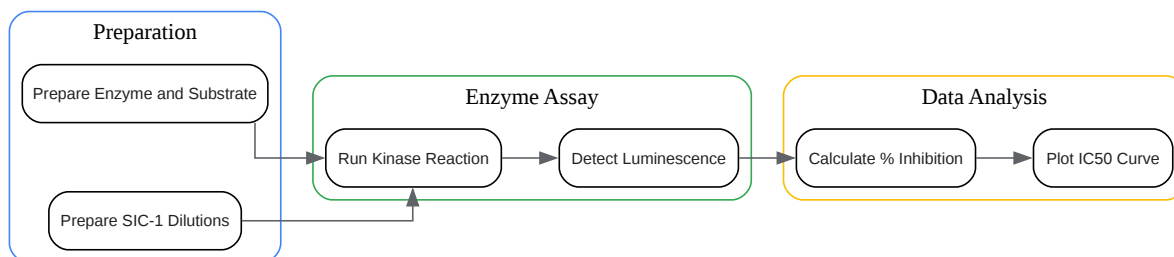 Preparation
Prepare Enzyme and Substrate
Prepare SIC-1 Dilutions
Enzyme Assay
Run Kinase Reaction
Detect Luminescence
Data Analysis
Calculate % Inhibition
Plot IC50 Curve